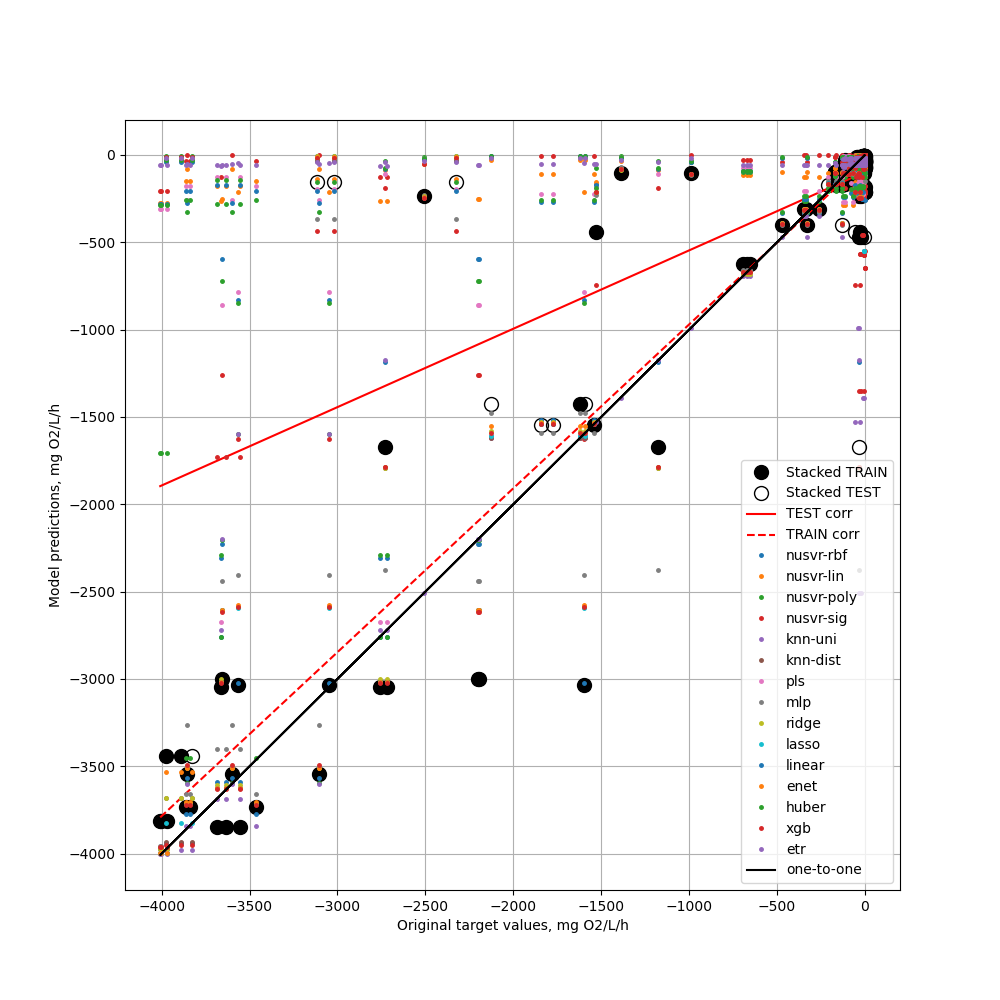 0
−500
−1000
−1500
−2000
−2500
−3000
−3500
−4000
Model predictions, mg O2/L/h
−4000 −3500 −3000 −2500 −2000 −1500 −1000 −500 0
Original target values, mg O2/L/h
Stacked TRAIN
Stacked TEST
TEST corr
TRAIN corr
nusvr-rbf
nusvr-lin
nusvr-poly
nusvr-sig
knn-uni
knn-dist
pls
mlp
ridge
lasso
linear
enet
huber
xgb
etr
one-to-one